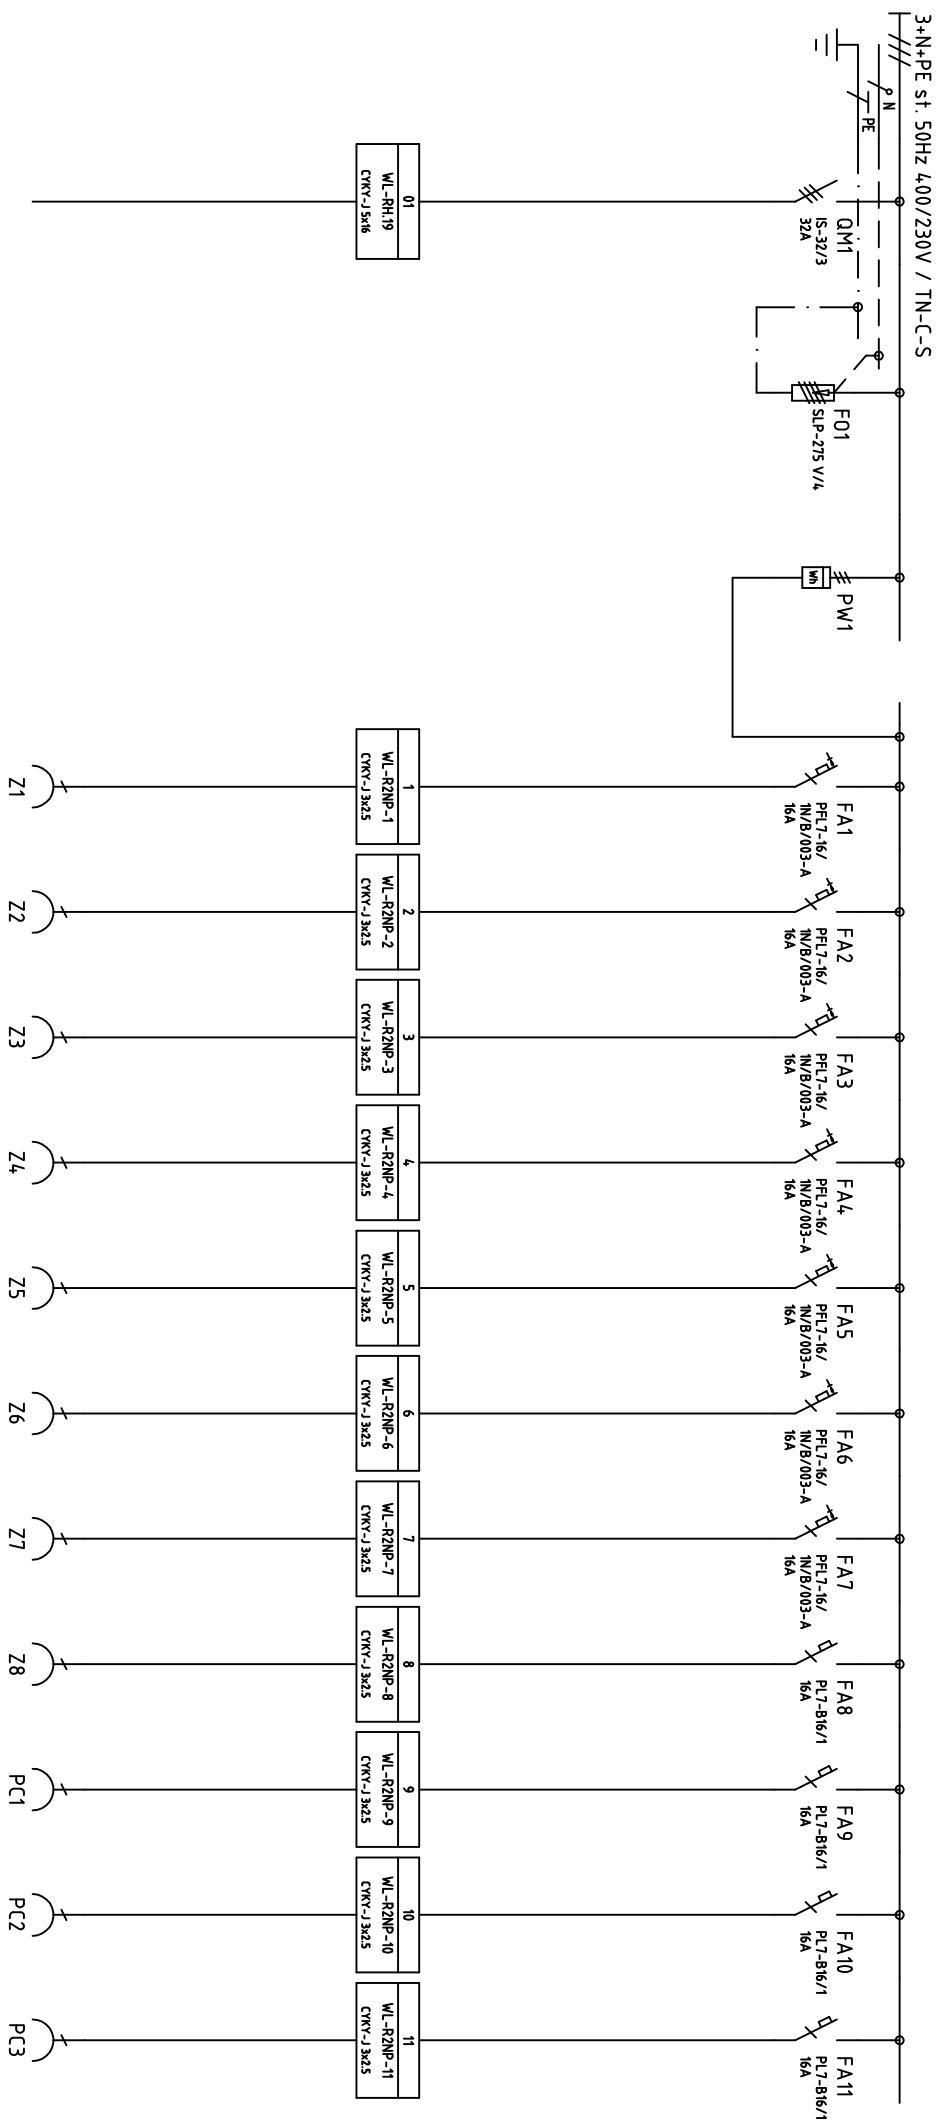 3+N+PE st. 50Hz 400/230V / TN-C-S
N
PE
QM1
IS-32/3
32A
01
WL-RH.19
CYKY-J 5x16
F01
SLP-275 V/4
PW1
Wh
FA1
PFL7-16/
1N/B/003-A
16A
1
WL-R2NP-1
CYKY-J 3x2.5
Z1
FA2
PFL7-16/
1N/B/003-A
16A
2
WL-R2NP-2
CYKY-J 3x2.5
Z2
FA3
PFL7-16/
1N/B/003-A
16A
3
WL-R2NP-3
CYKY-J 3x2.5
Z3
FA4
PFL7-16/
1N/B/003-A
16A
4
WL-R2NP-4
CYKY-J 3x2.5
Z4
FA5
PFL7-16/
1N/B/003-A
16A
5
WL-R2NP-5
CYKY-J 3x2.5
Z5
FA6
PFL7-16/
1N/B/003-A
16A
6
WL-R2NP-6
CYKY-J 3x2.5
Z6
FA7
PFL7-16/
1N/B/003-A
16A
7
WL-R2NP-7
CYKY-J 3x2.5
Z7
FA8
PL7-B16/1
16A
8
WL-R2NP-8
CYKY-J 3x2.5
Z8
FA9
PL7-B16/1
16A
9
WL-R2NP-9
CYKY-J 3x2.5
PC1
FA10
PL7-B16/1
16A
10
WL-R2NP-10
CYKY-J 3x2.5
PC2
FA11
PL7-B16/1
16A
11
WL-R2NP-11
CYKY-J 3x2.5
PC3